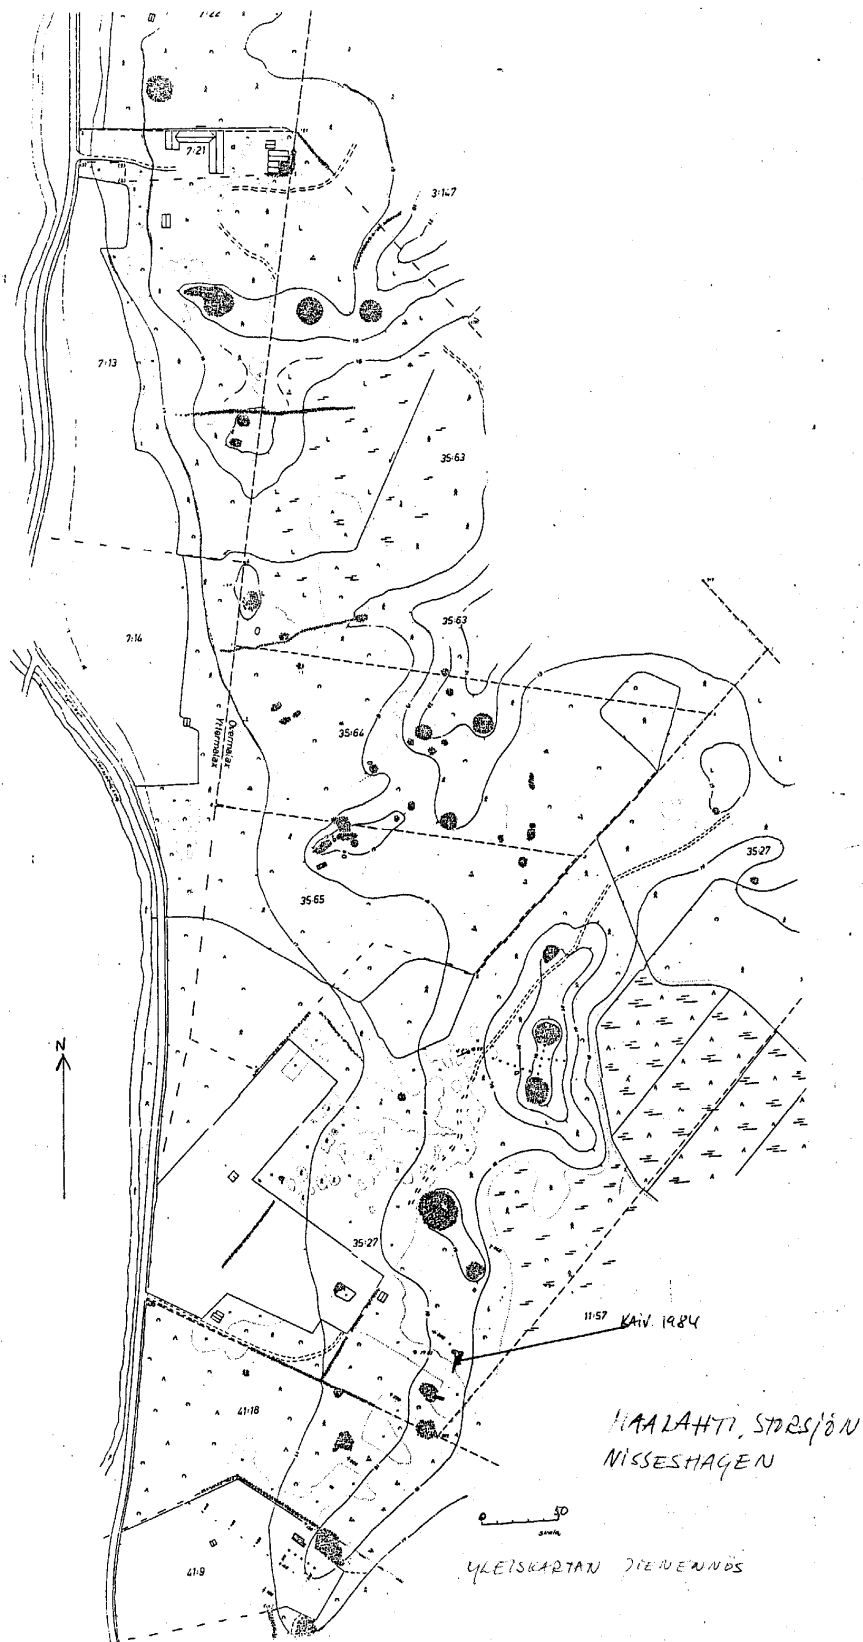 7:22
7:21
3:147
7:13
35:63
7:14
35:63
Övermalax
Yttermalax
35:64
35:27
35:65
N
35:27
11:57 KAIV. 1984
41:18
MAALAHTI, STORSJÖN
NISSESHAGEN
0 50
skala
41:9
YLEISKARTAN PIENENNÖS